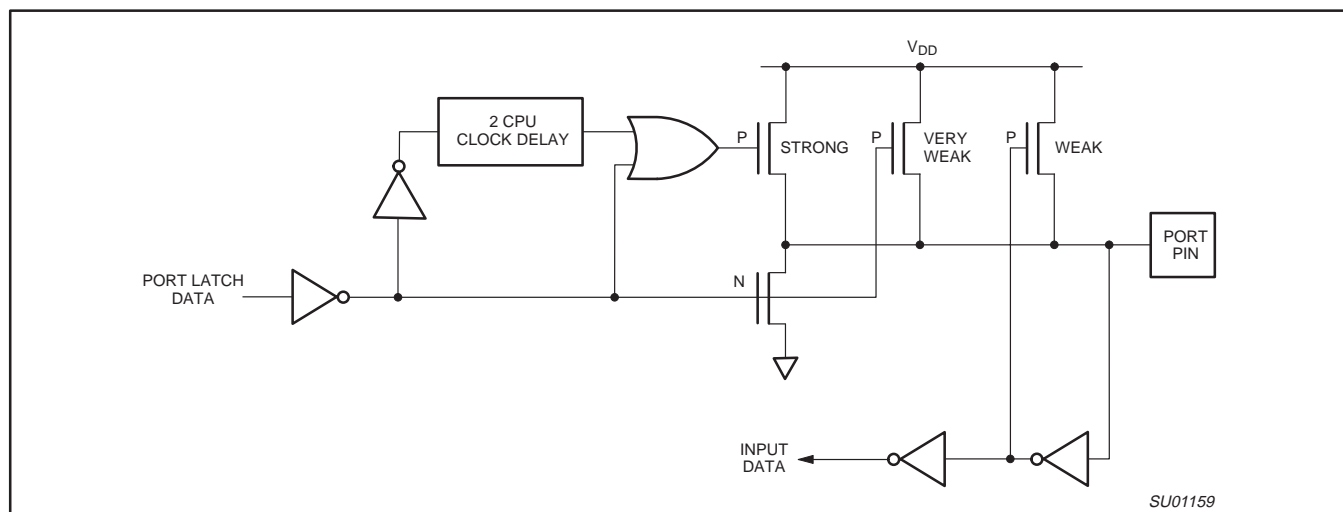 VDD
2 CPU
CLOCK DELAY
P
STRONG
P
VERY
WEAK
P
WEAK
PORT
PIN
PORT LATCH
DATA
N
INPUT
DATA
SU01159